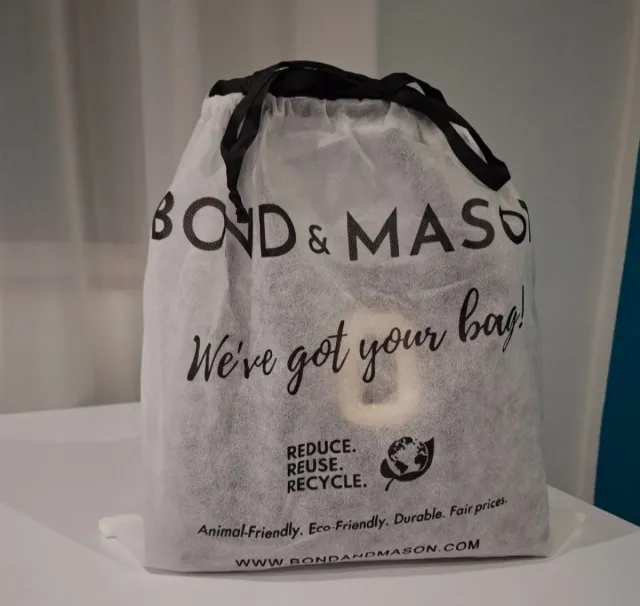 BOND & MASON
We've got your bag!
REDUCE.
REUSE.
RECYCLE.
Animal-Friendly. Eco-Friendly. Durable. Fair prices.
WWW.BONDANDMASON.COM